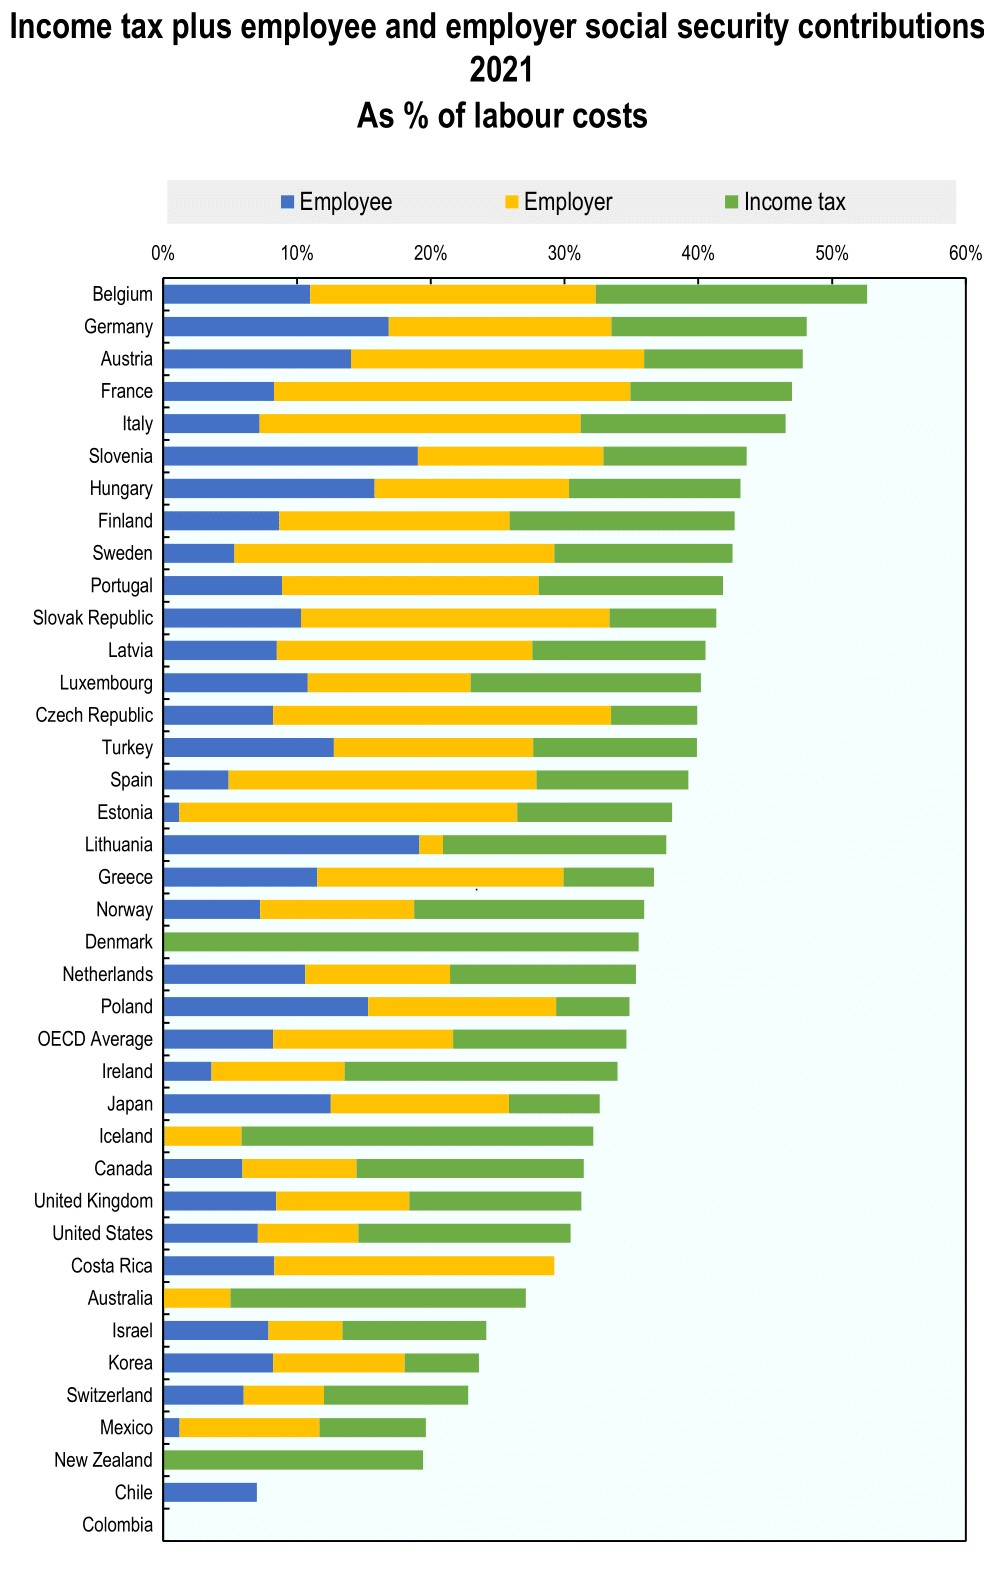 Income tax plus employee and employer social security contributions
2021
As % of labour costs
Employee Employer Income tax
0% 10% 20% 30% 40% 50% 60%
Belgium
Germany
Austria
France
Italy
Slovenia
Hungary
Finland
Sweden
Portugal
Slovak Republic
Latvia
Luxembourg
Czech Republic
Turkey
Spain
Estonia
Lithuania
Greece
Norway
Denmark
Netherlands
Poland
OECD Average
Ireland
Japan
Iceland
Canada
United Kingdom
United States
Costa Rica
Australia
Israel
Korea
Switzerland
Mexico
New Zealand
Chile
Colombia